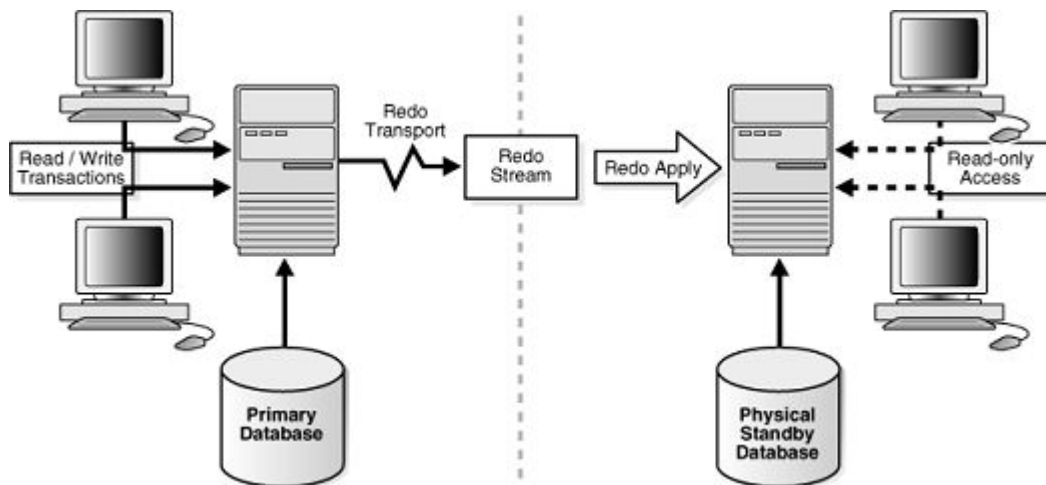 Read / Write
Transactions
Redo
Transport
Redo
Stream
Redo Apply
Read-only
Access
Primary
Database
Physical
Standby
Database